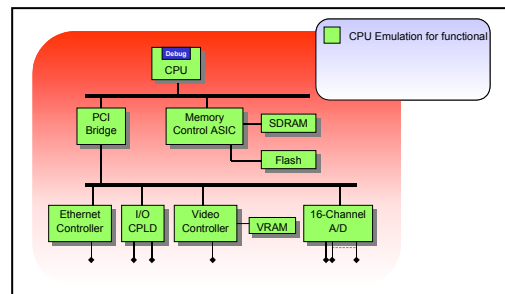 CPU Emulation for functional
Debug
CPU
PCI
Bridge
Memory
Control ASIC
SDRAM
Flash
Ethernet
Controller
I/O
CPLD
Video
Controller
VRAM
16-Channel
A/D